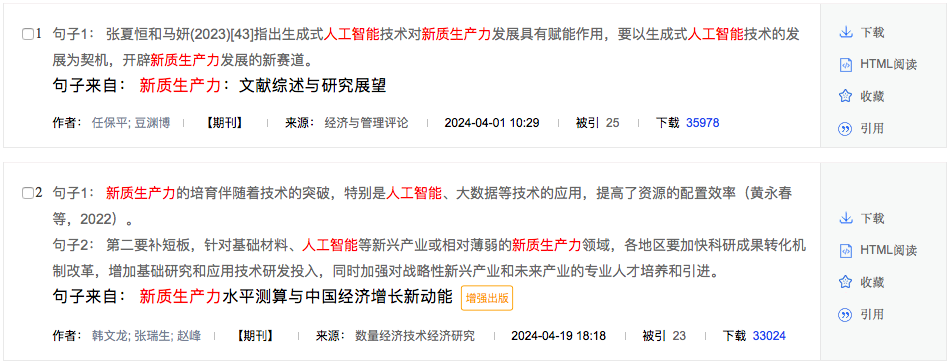 1 句子1： 张夏恒和马妍(2023)[43]指出生成式人工智能技术对新质生产力发展具有赋能作用，要以生成式人工智能技术的发
展为契机，开辟新质生产力发展的新赛道。
句子来自： 新质生产力：文献综述与研究展望
作者： 任保平; 豆渊博 | 【期刊】 | 来源： 经济与管理评论 | 2024-04-01 10:29 | 被引 25 | 下载 35978
下载
HTML阅读
收藏
引用
2 句子1： 新质生产力的培育伴随着技术的突破，特别是人工智能、大数据等技术的应用，提高了资源的配置效率（黄永春
等，2022）。
句子2： 第二要补短板，针对基础材料、人工智能等新兴产业或相对薄弱的新质生产力领域，各地区要加快科研成果转化机
制改革，增加基础研究和应用技术研发投入，同时加强对战略性新兴产业和未来产业的专业人才培养和引进。
句子来自： 新质生产力水平测算与中国经济增长新动能 增强出版
作者： 韩文龙; 张瑞生; 赵峰 | 【期刊】 | 来源： 数量经济技术经济研究 | 2024-04-19 18:18 | 被引 23 | 下载 33024
下载
HTML阅读
收藏
引用